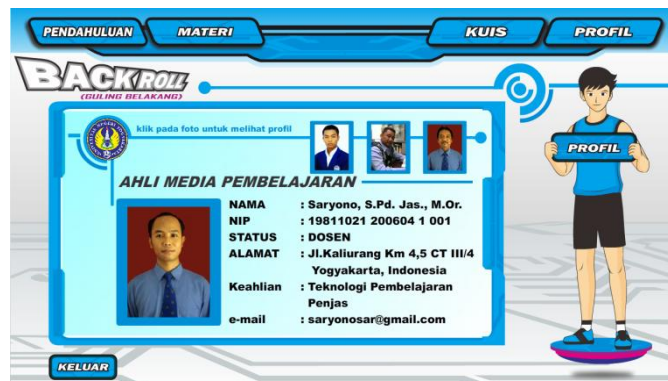 PENDAHULUAN
MATERI
KUIS
PROFIL
BACK ROLL
(GULING BELAKANG)
klik pada foto untuk melihat profil
PROFIL
AHLI MEDIA PEMBELAJARAN
NAMA : Saryono, S.Pd. Jas., M.Or.
NIP : 19811021 200604 1 001
STATUS : DOSEN
ALAMAT : Jl.Kaliurang Km 4,5 CT III/4
Yogyakarta, Indonesia
Keahlian : Teknologi Pembelajaran
Penjas
e-mail : saryonosar@gmail.com
KELUAR